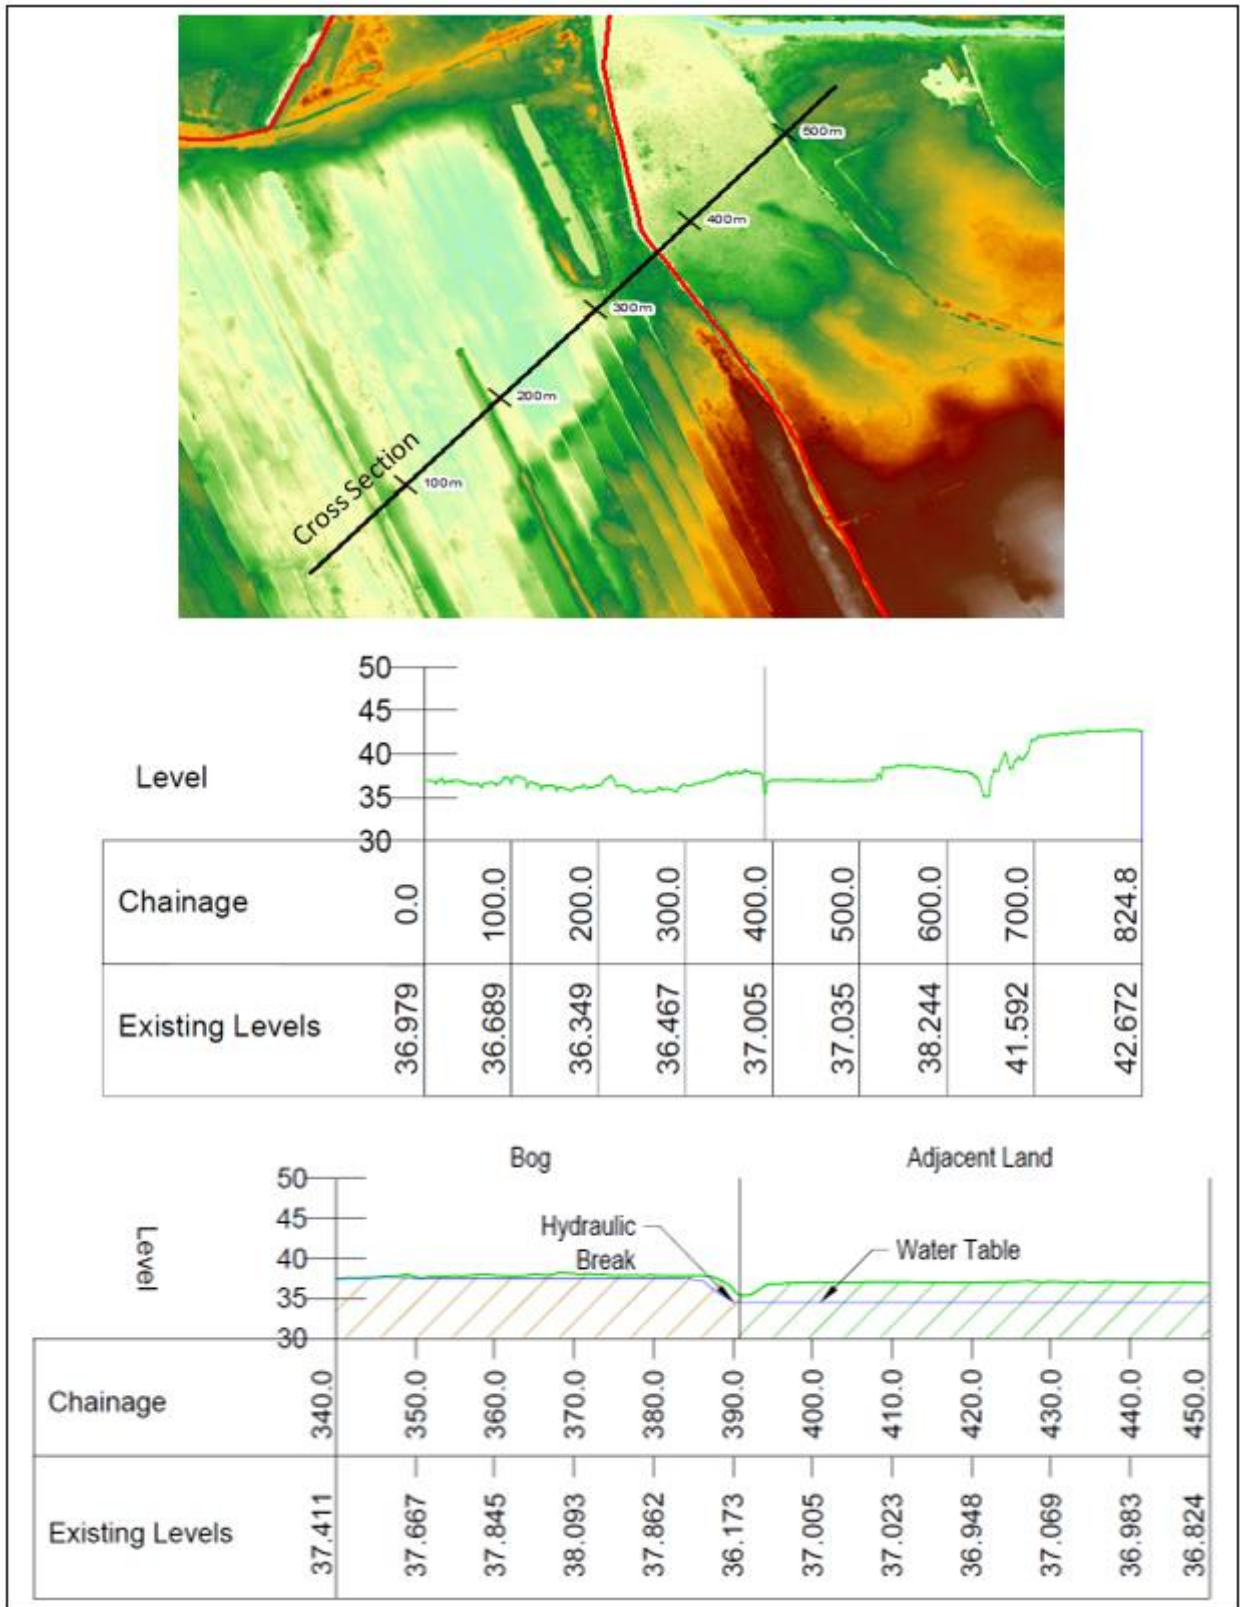 500m
400m
300m
200m
100m
Cross Section
50
45
40
35
30
Level
Chainage 0.0 100.0 200.0 300.0 400.0 500.0 600.0 700.0 824.8
Existing Levels 36.979 36.689 36.349 36.467 37.005 37.035 38.244 41.592 42.672
Bog Adjacent Land
50
45
40
35
30
Level
Hydraulic
Break
Water Table
Chainage 340.0 350.0 360.0 370.0 380.0 390.0 400.0 410.0 420.0 430.0 440.0 450.0
Existing Levels 37.411 37.667 37.845 38.093 37.862 36.173 37.005 37.023 36.948 37.069 36.983 36.824